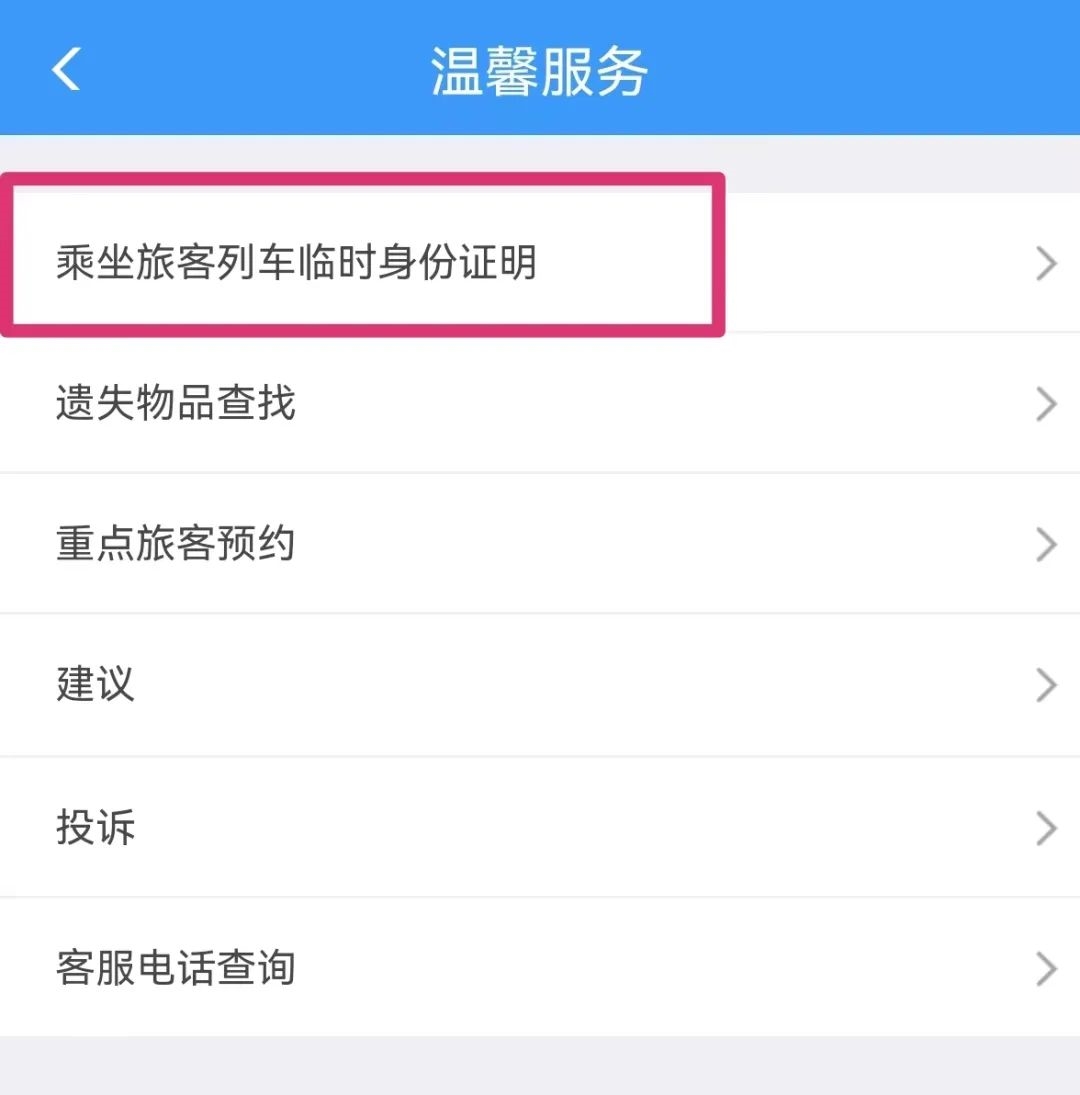 温馨服务
乘坐旅客列车临时身份证明
遗失物品查找
重点旅客预约
建议
投诉
客服电话查询